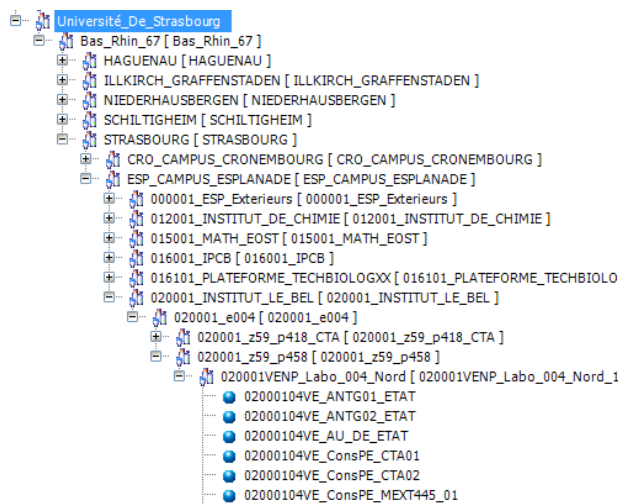 Université_De_Strasbourg
Bas_Rhin_67 [ Bas_Rhin_67 ]
HAGUENAU [ HAGUENAU ]
ILLKIRCH_GRAFFENSTADEN [ ILLKIRCH_GRAFFENSTADEN ]
NIEDERHAUSBERGEN [ NIEDERHAUSBERGEN ]
SCHILTIGHEIM [ SCHILTIGHEIM ]
STRASBOURG [ STRASBOURG ]
CRO_CAMPUS_CRONEMBOURG [ CRO_CAMPUS_CRONEMBOURG ]
ESP_CAMPUS_ESPLANADE [ ESP_CAMPUS_ESPLANADE ]
000001_ESP_Exterieurs [ 000001_ESP_Exterieurs ]
012001_INSTITUT_DE_CHIMIE [ 012001_INSTITUT_DE_CHIMIE ]
015001_MATH_EOST [ 015001_MATH_EOST ]
016001_IPCB [ 016001_IPCB ]
016101_PLATEFORME_TECHBIOLOGXX [ 016101_PLATEFORME_TECHBIOLO
020001_INSTITUT_LE_BEL [ 020001_INSTITUT_LE_BEL ]
020001_e004 [ 020001_e004 ]
020001_z59_p418_CTA [ 020001_z59_p418_CTA ]
020001_z59_p458 [ 020001_z59_p458 ]
020001VENP_Labo_004_Nord [ 020001VENP_Labo_004_Nord_1
02000104VE_ANTG01_ETAT
02000104VE_ANTG02_ETAT
02000104VE_AU_DE_ETAT
02000104VE_ConsPE_CTA01
02000104VE_ConsPE_CTA02
02000104VE_ConsPE_MEXT445_01